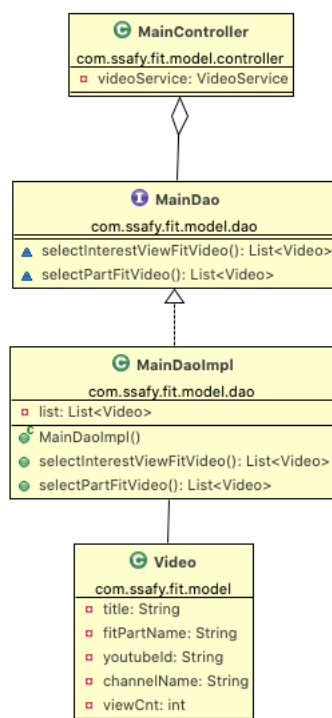 C MainController
com.ssafy.fit.model.controller
videoService: VideoService
I MainDao
com.ssafy.fit.model.dao
selectInterestViewFitVideo(): List<Video>
selectPartFitVideo(): List<Video>
C MainDaoImpl
com.ssafy.fit.model.dao
list: List<Video>
c MainDaoImpl()
selectInterestViewFitVideo(): List<Video>
selectPartFitVideo(): List<Video>
C Video
com.ssafy.fit.model
title: String
fitPartName: String
youtubeId: String
channelName: String
viewCnt: int